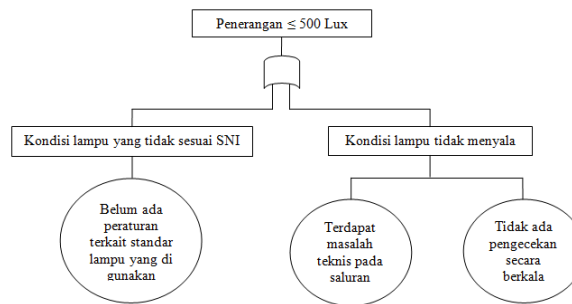 Penerangan ≤ 500 Lux
Kondisi lampu yang tidak sesuai SNI
Kondisi lampu tidak menyala
Belum ada
peraturan
terkait standar
lampu yang di
gunakan
Terdapat
masalah
teknis pada
saluran
Tidak ada
pengecekan
secara
berkala